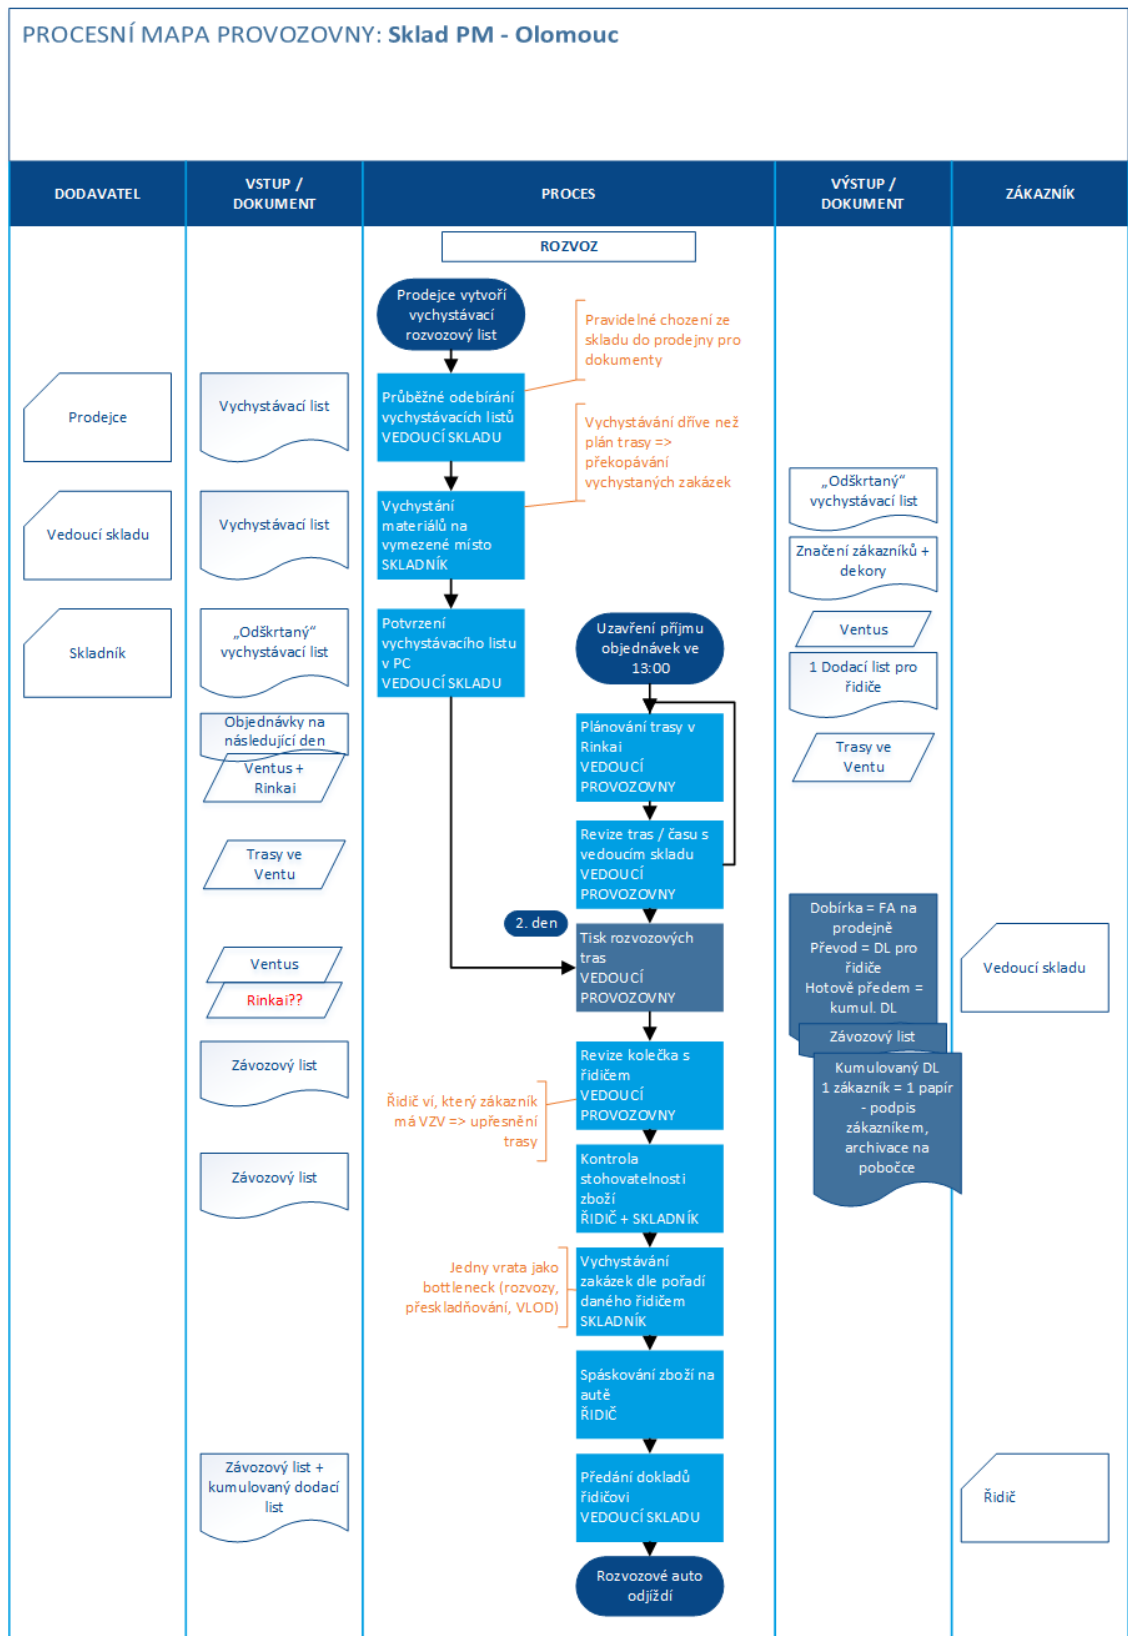 PROCESNÍ MAPA PROVOZOVNY: Sklad PM - Olomouc
DODAVATEL
VSTUP /
DOKUMENT
PROCES
VÝSTUP /
DOKUMENT
ZÁKAZNÍK
ROZVOZ
Prodejce vytvoří
vychystávací
rozvozový list
Pravidelné chození ze
skladu do prodejny pro
dokumenty
Prodejce
Vychystávací list
Průběžné odebírání
vychystávacích listů
VEDOUCÍ SKLADU
Vychystávání dříve než
plán trasy =>
překopávání
vychystaných zakázek
„Odškrtaný“
vychystávací list
Vedoucí skladu
Vychystávací list
Vychystání
materiálů na
vymezené místo
SKLADNÍK
Značení zákazníků +
dekory
Skladník
„Odškrtaný“
vychystávací list
Potvrzení
vychystávacího listu
v PC
VEDOUCÍ SKLADU
Uzavření příjmu
objednávek ve
13:00
Ventus
1 Dodací list pro
řidiče
Objednávky na
následující den
Ventus +
Rinkai
Plánování trasy v
Rinkai
VEDOUCÍ
PROVOZOVNY
Trasy ve
Ventu
Trasy ve
Ventu
Revize tras / času s
vedoucím skladu
VEDOUCÍ
PROVOZOVNY
2. den
Tisk rozvozových
tras
VEDOUCÍ
PROVOZOVNY
Dobírka = FA na
prodejně
Převod = DL pro
řidiče
Hotově předem =
kumul. DL
Vedoucí skladu
Ventus
Rinkai??
Závozový list
Závozový list
Revize kolečka s
řidičem
VEDOUCÍ
PROVOZOVNY
Kumulovaný DL
1 zákazník = 1 papír
- podpis
zákazníkem,
archivace na
pobočce
Řidič ví, který zákazník
má VZV => upřesnění
trasy
Závozový list
Kontrola
stohovatelnosti
zboží
ŘIDIČ + SKLADNÍK
Jedny vrata jako
bottleneck (rozvozy,
přeskladňování, VLOD)
Vychystávání
zakázek dle pořadí
daného řidičem
SKLADNÍK
Spáskování zboží na
autě
ŘIDIČ
Závozový list +
kumulovaný dodací
list
Předání dokladů
řidičovi
VEDOUCÍ SKLADU
Řidič
Rozvozové auto
odjíždí